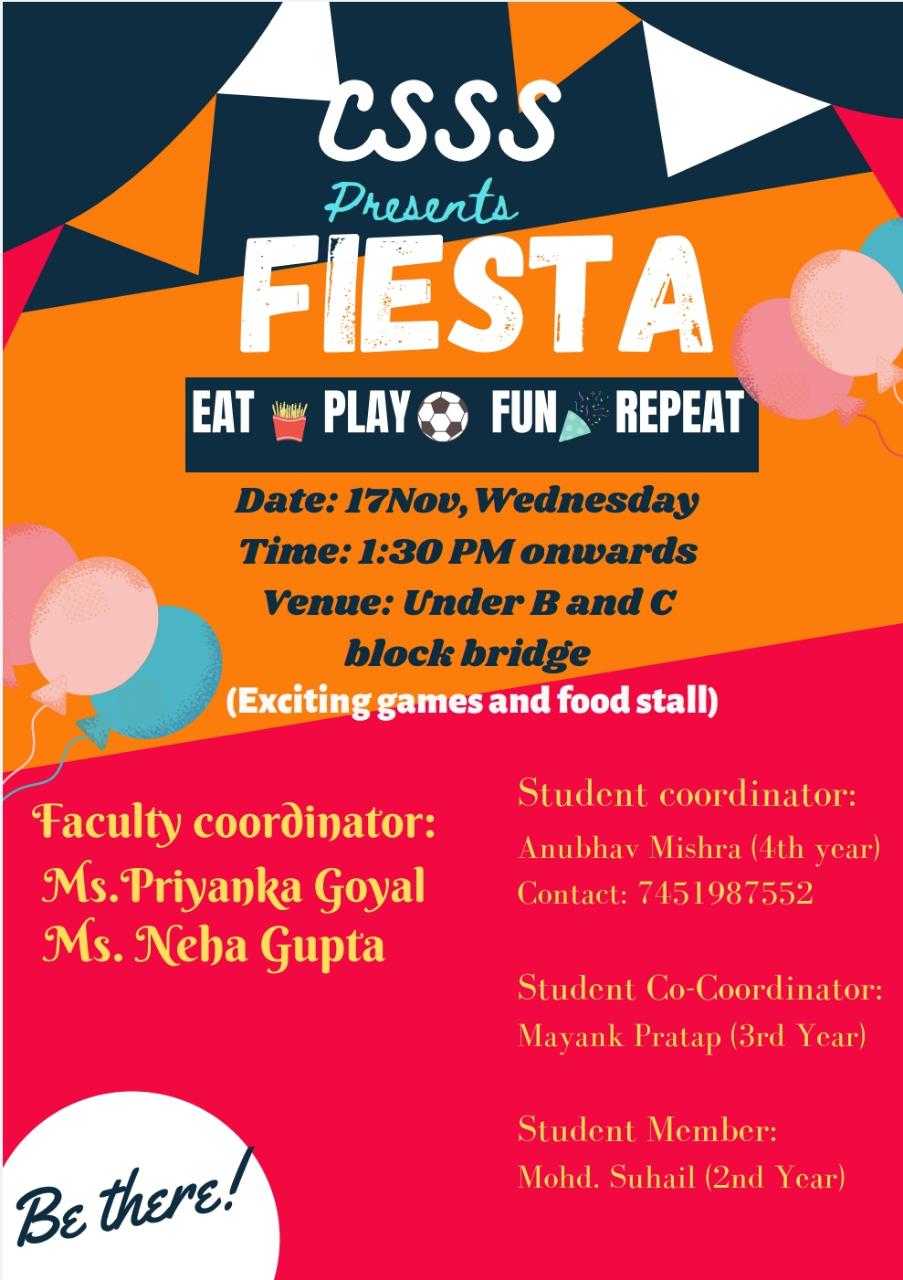 CSSS
Presents
FIESTA
EAT PLAY FUN REPEAT
Date: 17Nov, Wednesday
Time: 1:30 PM onwards
Venue: Under B and C
block bridge
(Exciting games and food stall)
Faculty coordinator:
Ms.Priyanka Goyal
Ms. Neha Gupta
Student coordinator:
Anubhav Mishra (4th year)
Contact: 7451987552
Student Co-Coordinator:
Mayank Pratap (3rd Year)
Student Member:
Mohd. Suhail (2nd Year)
Be there!